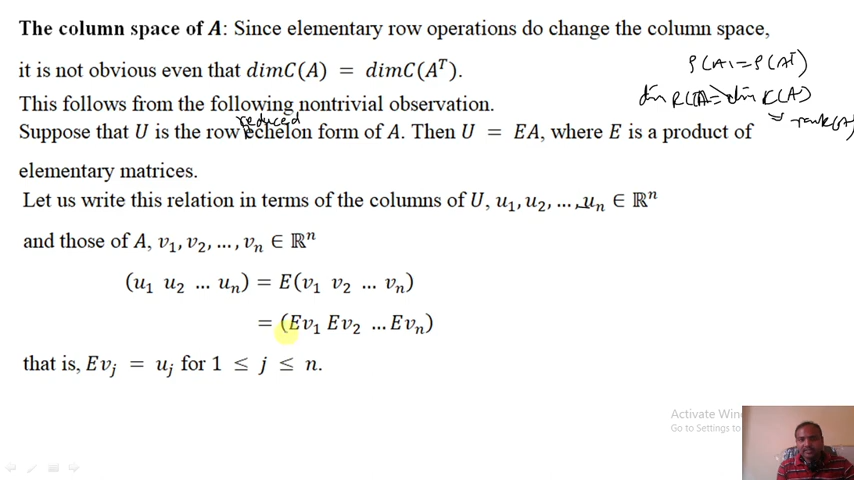 The column space of A: Since elementary row operations do change the column space,
it is not obvious even that dimC(A) = dimC(Aᵀ).
ρ(A) = ρ(Aᵀ)
This follows from the following nontrivial observation.
= rank(A)
reduced
Suppose that U is the row echelon form of A. Then U = EA, where E is a product of
elementary matrices.
Let us write this relation in terms of the columns of U, u₁, u₂, …, uₙ ∈ ℝⁿ
and those of A, v₁, v₂, …, vₙ ∈ ℝⁿ
(u₁ u₂ … uₙ) = E(v₁ v₂ … vₙ)
= (Ev₁ Ev₂ … Evₙ)
that is, Evⱼ = uⱼ for 1 ≤ j ≤ n.
Activate Win
Go to Settings to